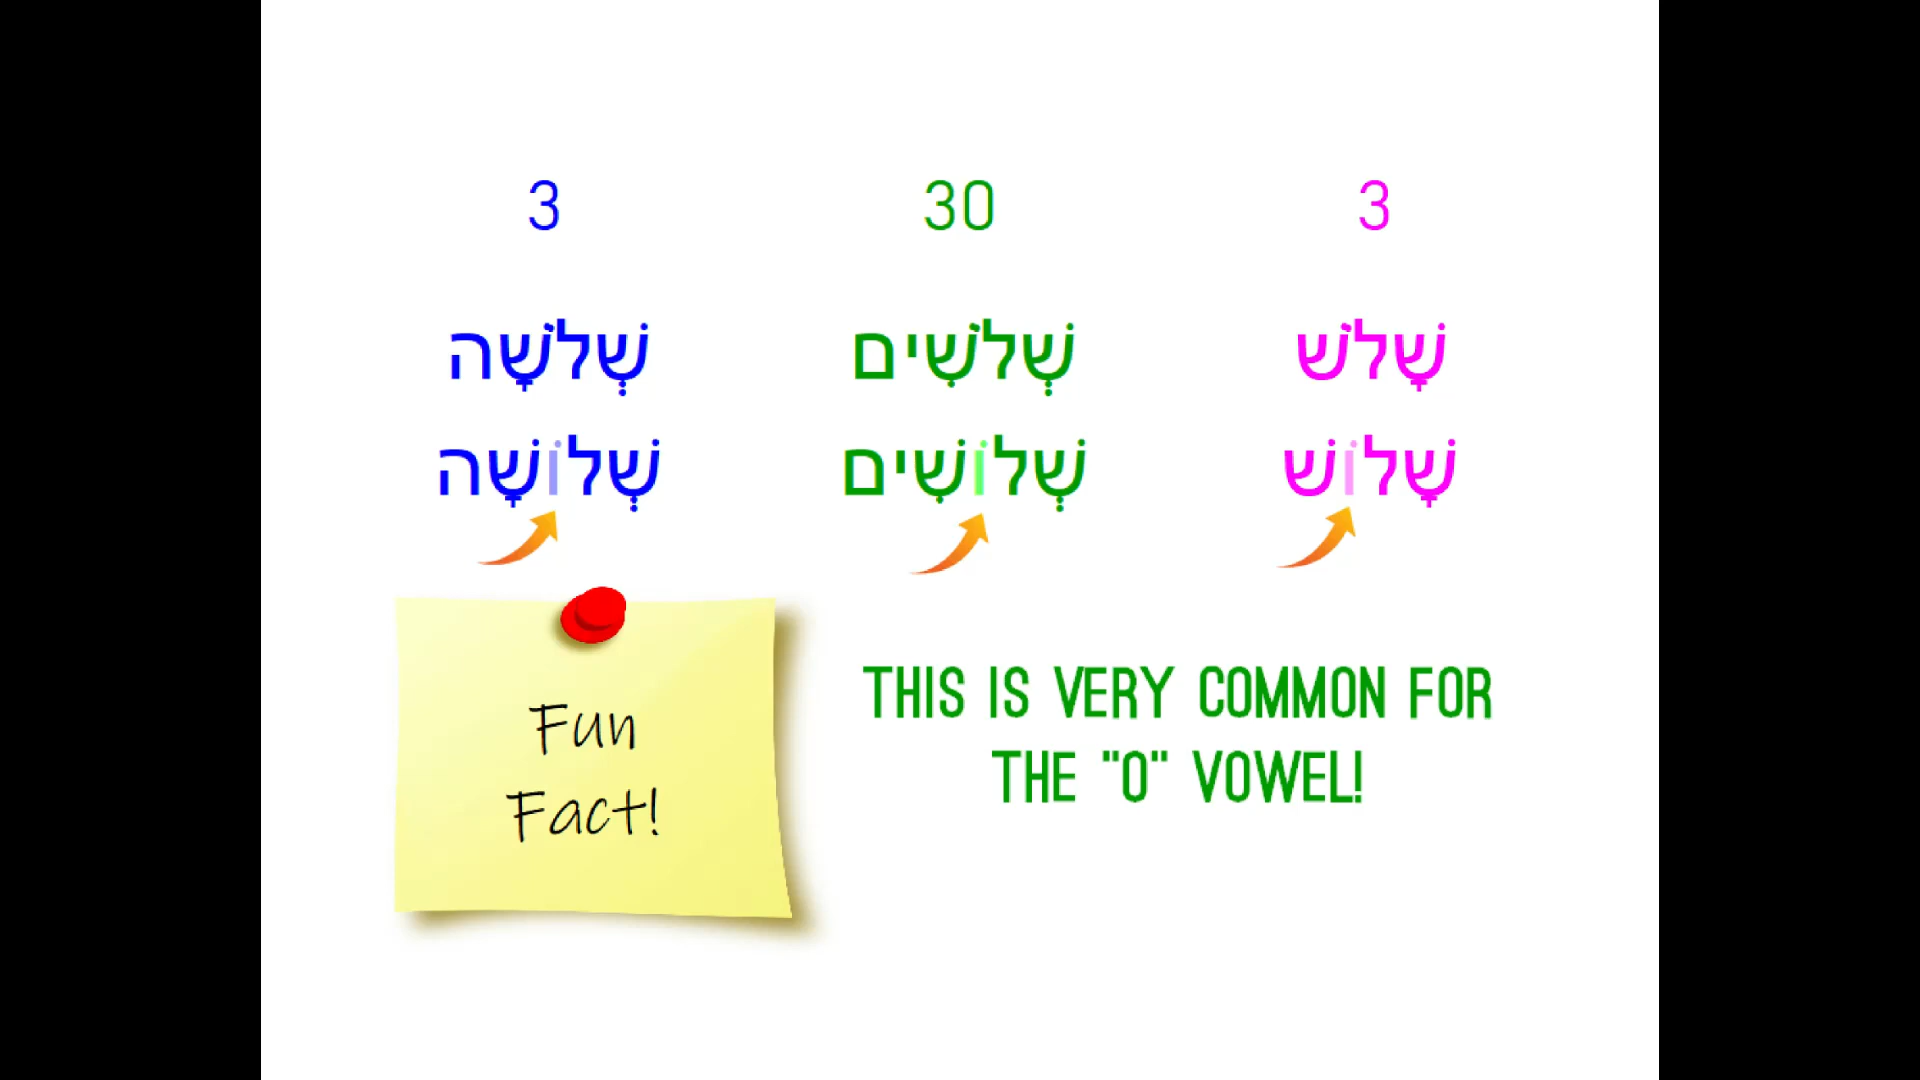 3 30 3
שְׁלֹשָׁה שְׁלֹשִׁים שָׁלֹשׁ
שְׁלוֹשָׁה שְׁלוֹשִׁים שָׁלוֹשׁ
Fun
Fact!
THIS IS VERY COMMON FOR
THE "O" VOWEL!